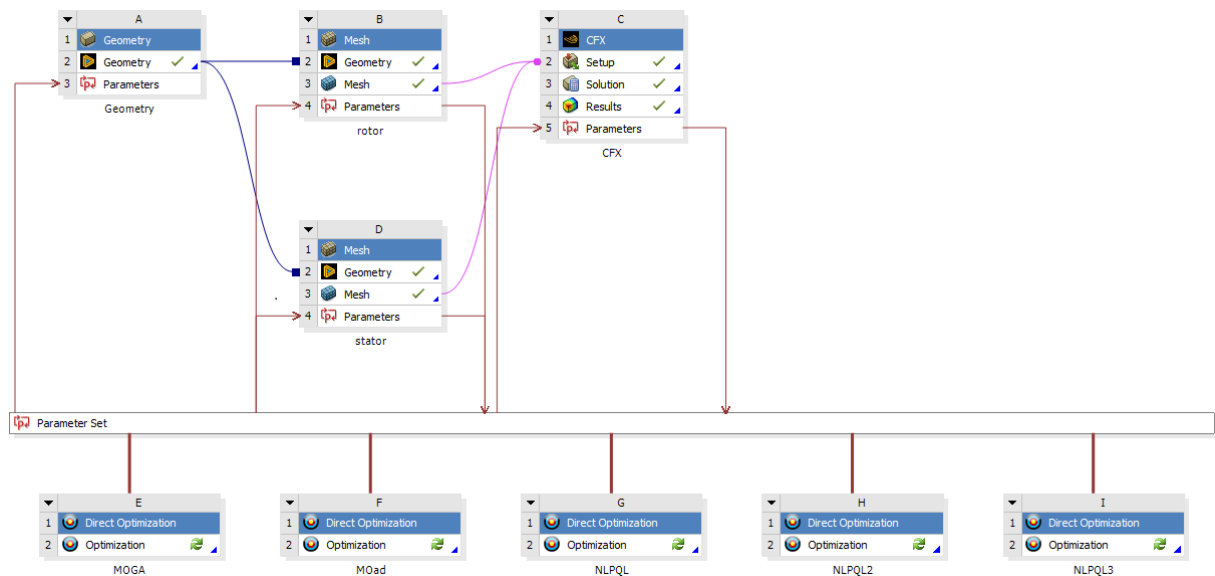 A
1 Geometry
2 Geometry
3 Parameters
Geometry
B
1 Mesh
2 Geometry
3 Mesh
4 Parameters
rotor
C
1 CFX
2 Setup
3 Solution
4 Results
5 Parameters
CFX
D
1 Mesh
2 Geometry
3 Mesh
4 Parameters
stator
Parameter Set
E
1 Direct Optimization
2 Optimization
MOGA
F
1 Direct Optimization
2 Optimization
MOad
G
1 Direct Optimization
2 Optimization
NLPQL
H
1 Direct Optimization
2 Optimization
NLPQL2
I
1 Direct Optimization
2 Optimization
NLPQL3